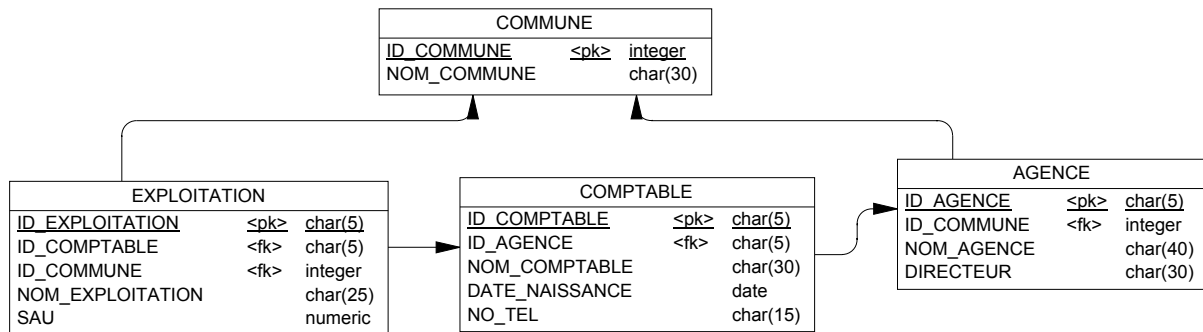 COMMUNE
ID_COMMUNE <pk> integer
NOM_COMMUNE char(30)
EXPLOITATION
ID_EXPLOITATION <pk> char(5)
ID_COMPTABLE <fk> char(5)
ID_COMMUNE <fk> integer
NOM_EXPLOITATION char(25)
SAU numeric
COMPTABLE
ID_COMPTABLE <pk> char(5)
ID_AGENCE <fk> char(5)
NOM_COMPTABLE char(30)
DATE_NAISSANCE date
NO_TEL char(15)
AGENCE
ID_AGENCE <pk> char(5)
ID_COMMUNE <fk> integer
NOM_AGENCE char(40)
DIRECTEUR char(30)